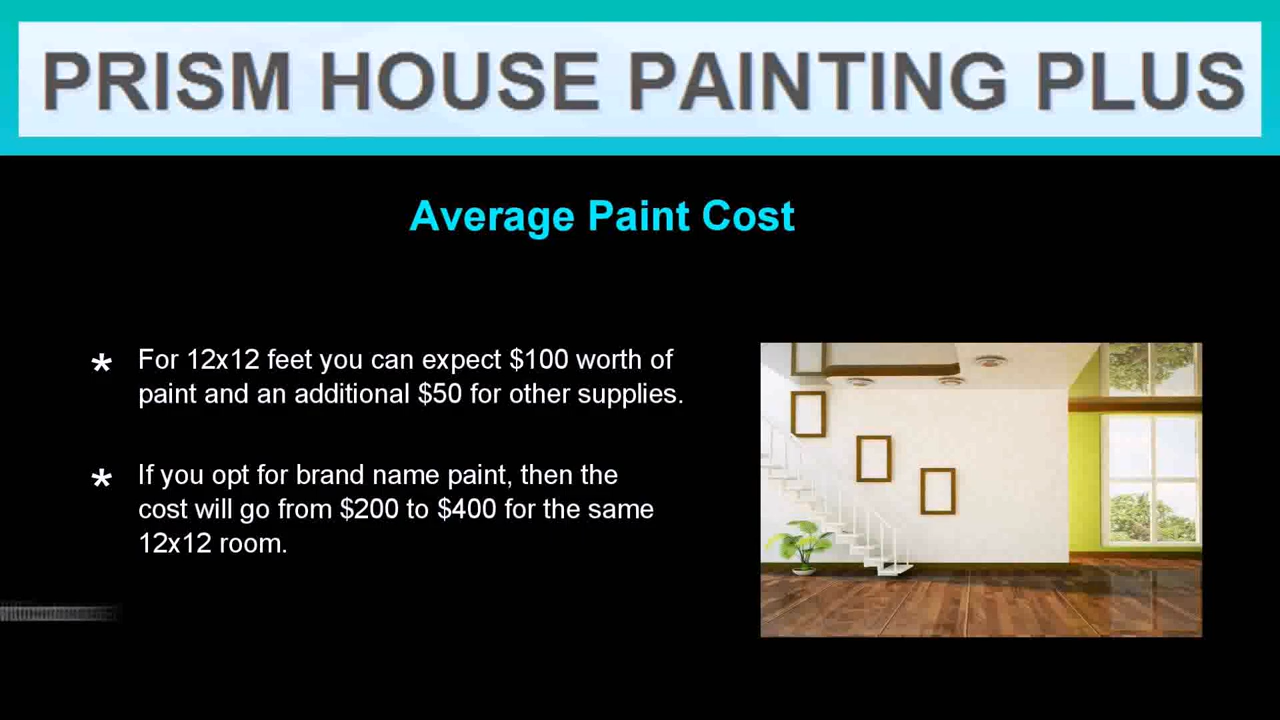 PRISM HOUSE PAINTING PLUS
Average Paint Cost
* For 12x12 feet you can expect $100 worth of
paint and an additional $50 for other supplies.
* If you opt for brand name paint, then the
cost will go from $200 to $400 for the same
12x12 room.